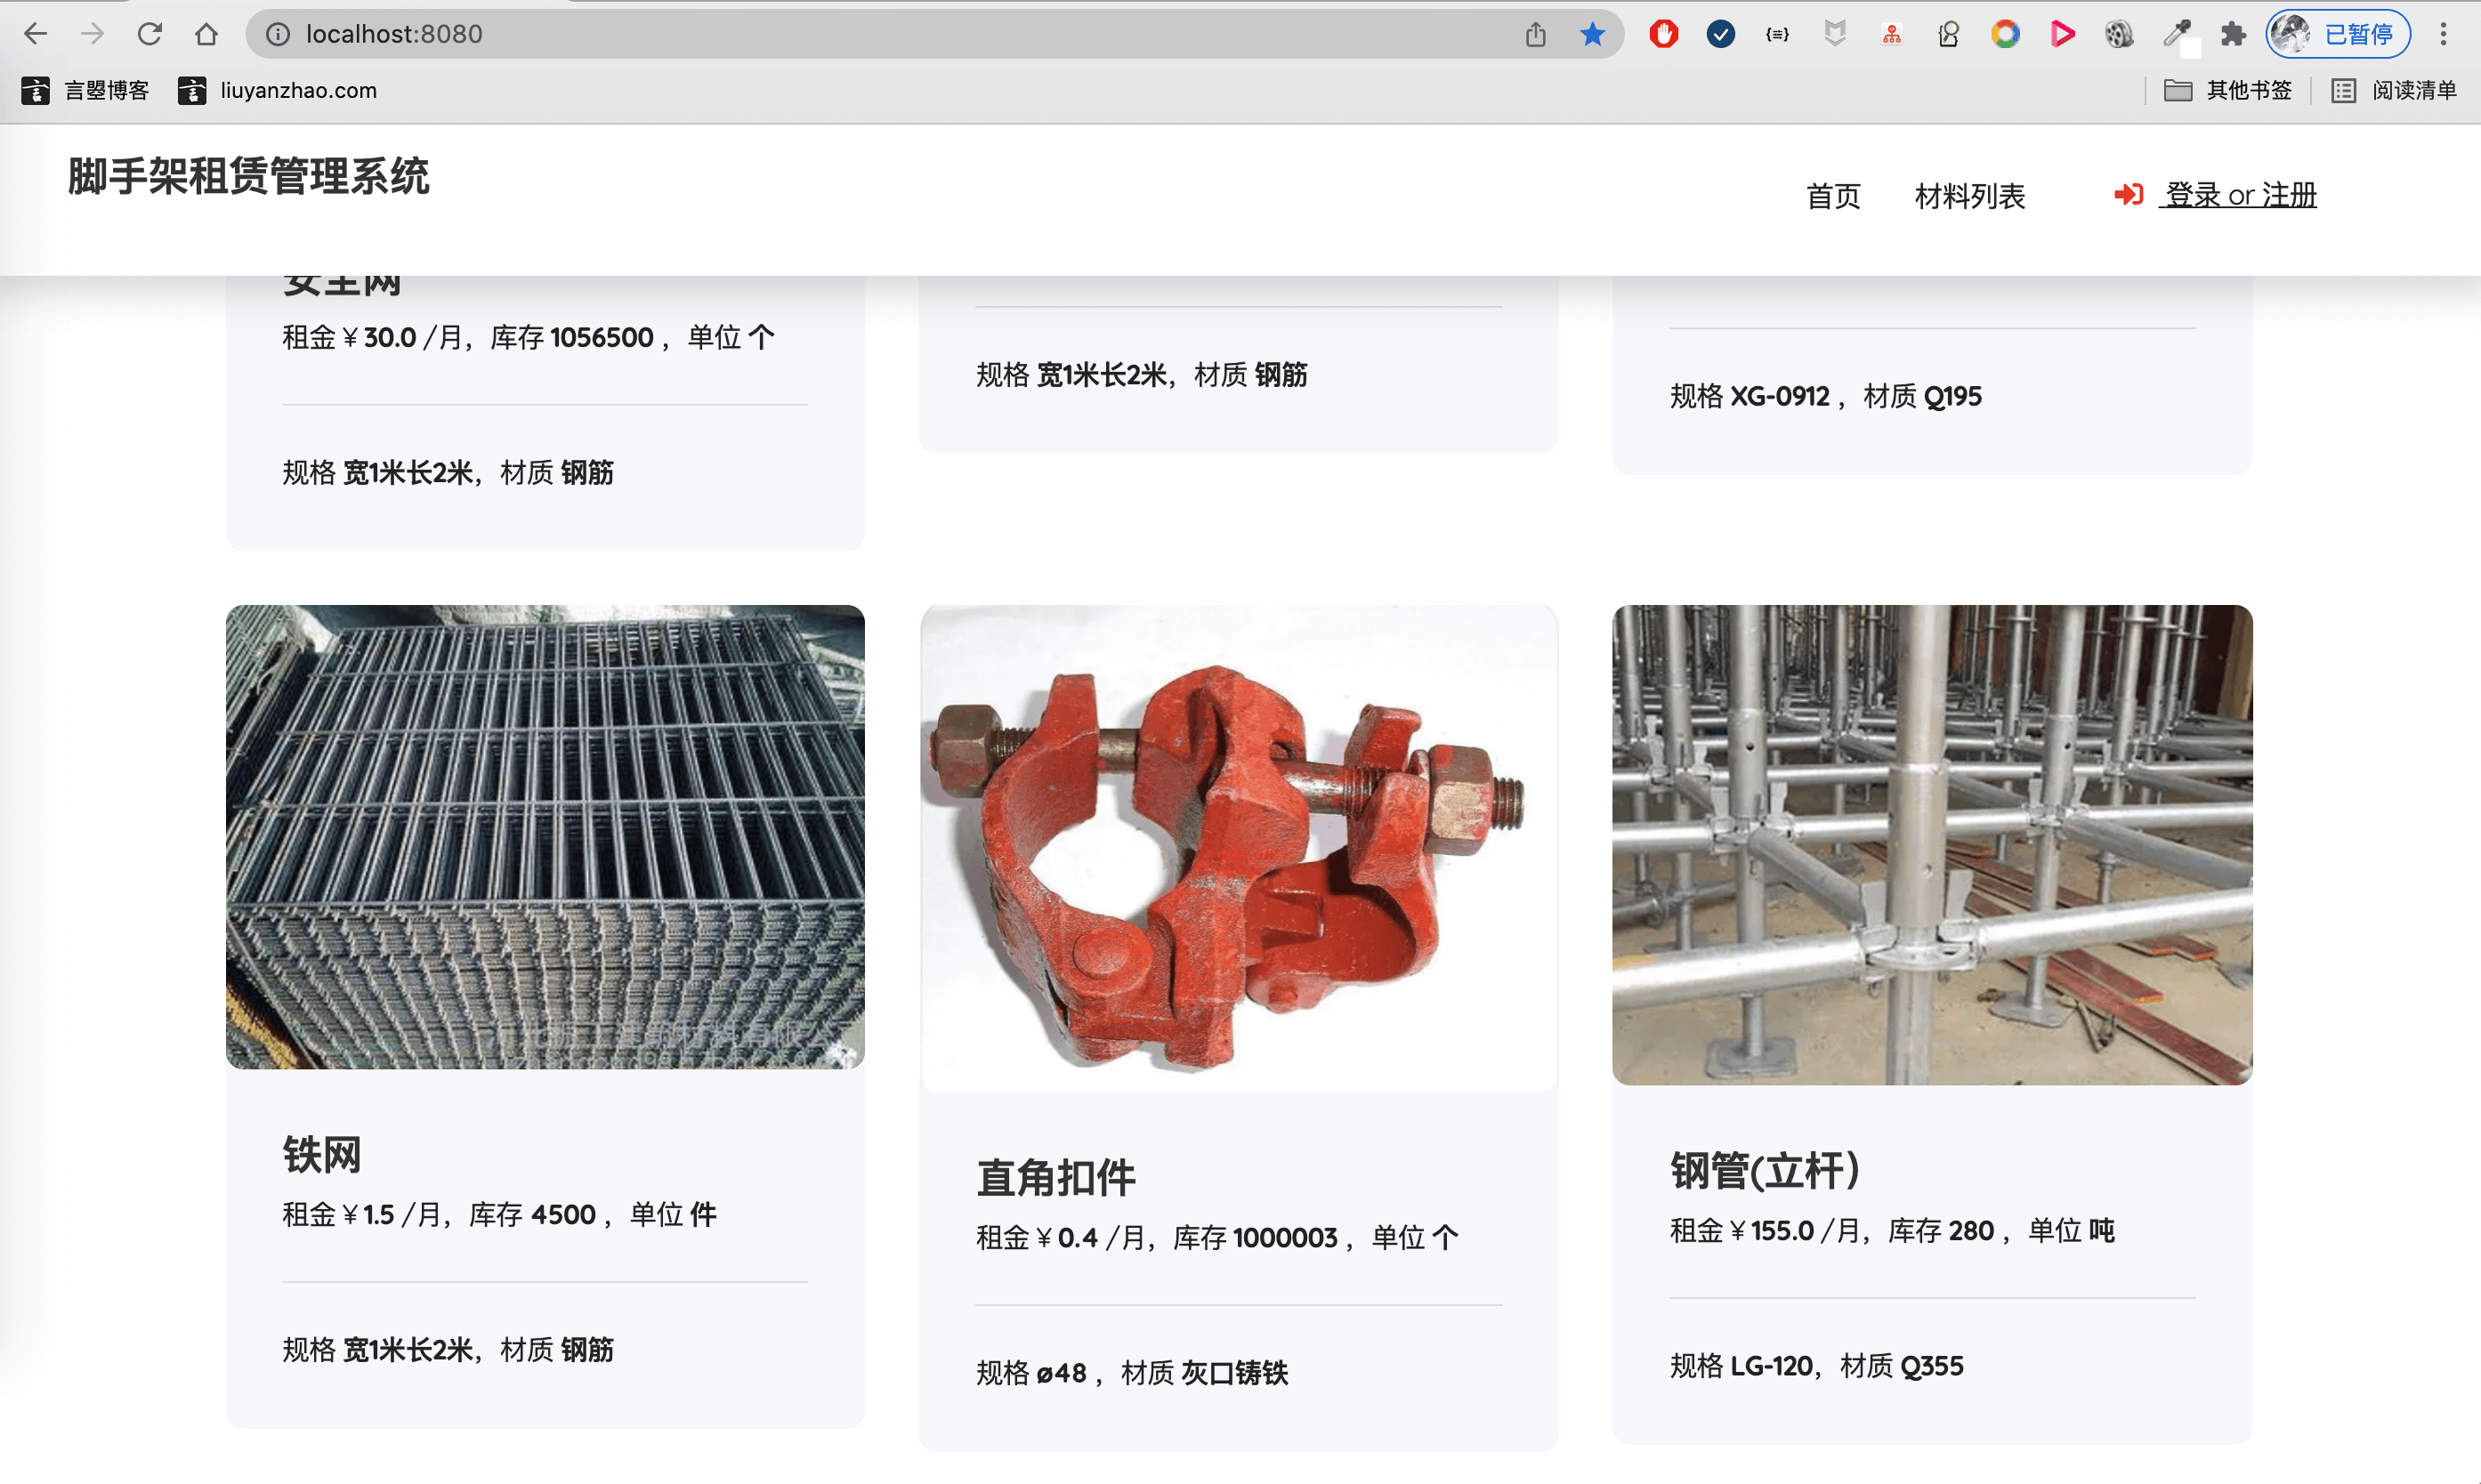 localhost:8080
已暂停
言曌博客
liuyanzhao.com
其他书签
阅读清单
脚手架租赁管理系统
首页
材料列表
登录 or 注册
安全网
租金￥30.0 /月，库存 1056500 ，单位 个
规格 宽1米长2米，材质 钢筋
规格 宽1米长2米，材质 钢筋
规格 XG-0912 ，材质 Q195
铁网
租金￥1.5 /月，库存 4500 ，单位 件
规格 宽1米长2米，材质 钢筋
直角扣件
租金￥0.4 /月，库存 1000003 ，单位 个
规格 ø48 ，材质 灰口铸铁
钢管(立杆）
租金￥155.0 /月，库存 280 ，单位 吨
规格 LG-120，材质 Q355